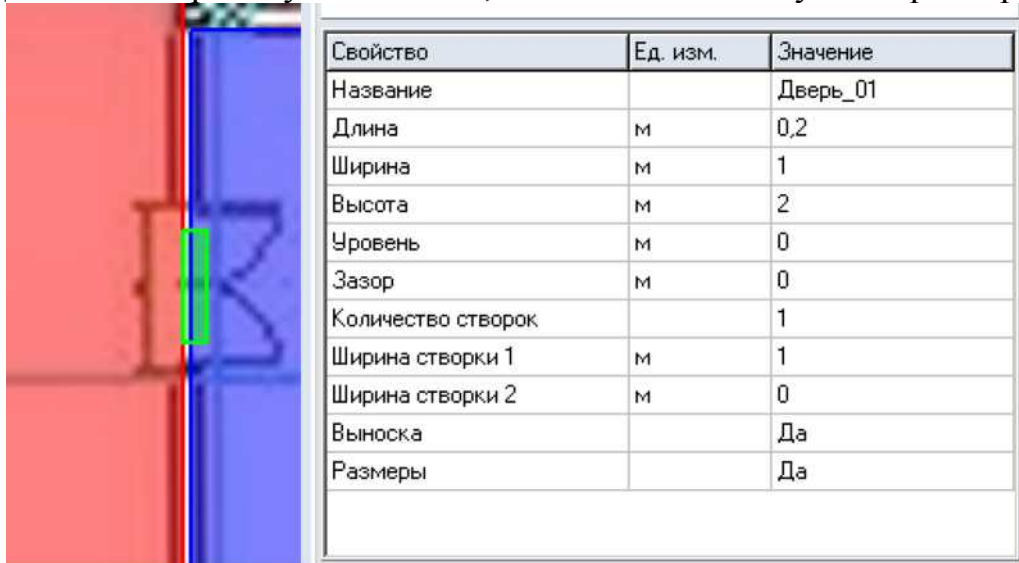 Свойство Ед. изм. Значение
Название Дверь_01
Длина м 0,2
Ширина м 1
Высота м 2
Уровень м 0
Зазор м 0
Количество створок 1
Ширина створки 1 м 1
Ширина створки 2 м 0
Выноска Да
Размеры Да